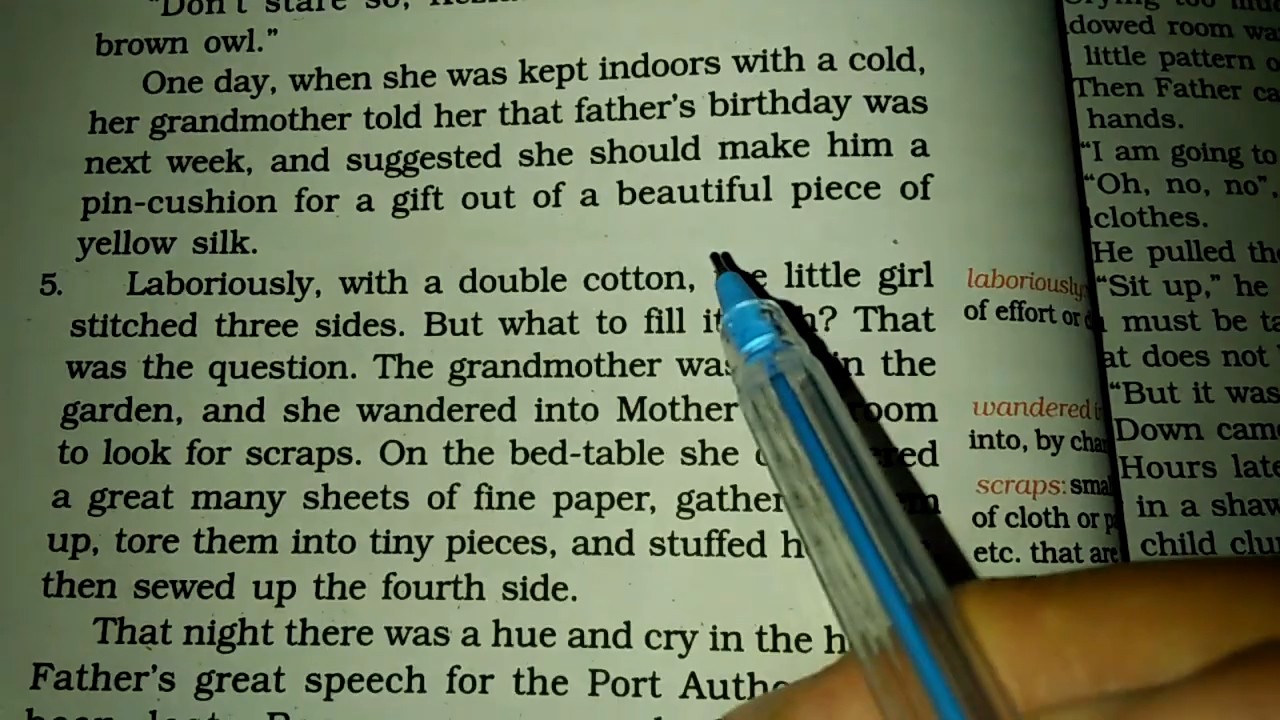 "Don't stare so,
brown owl."
One day, when she was kept indoors with a cold,
her grandmother told her that father's birthday was
next week, and suggested she should make him a
pin-cushion for a gift out of a beautiful piece of
yellow silk.
5. Laboriously, with a double cotton, little girl
stitched three sides. But what to fill it That
was the question. The grandmother was in the
garden, and she wandered into Mother room
to look for scraps. On the bed-table she
a great many sheets of fine paper,
up, tore them into tiny pieces, and stuffed
then sewed up the fourth side.
That night there was a hue and cry in the
Father's great speech for the Port
laboriously
of effort or
wandered
into, by
scraps:
of cloth or
etc. that are
dowed room
little pattern
Then Father
hands.
"I am going to
"Oh, no, no",
clothes.
He pulled
"Sit up," he
must be
does not
"But it was
Down
Hours
in a
child